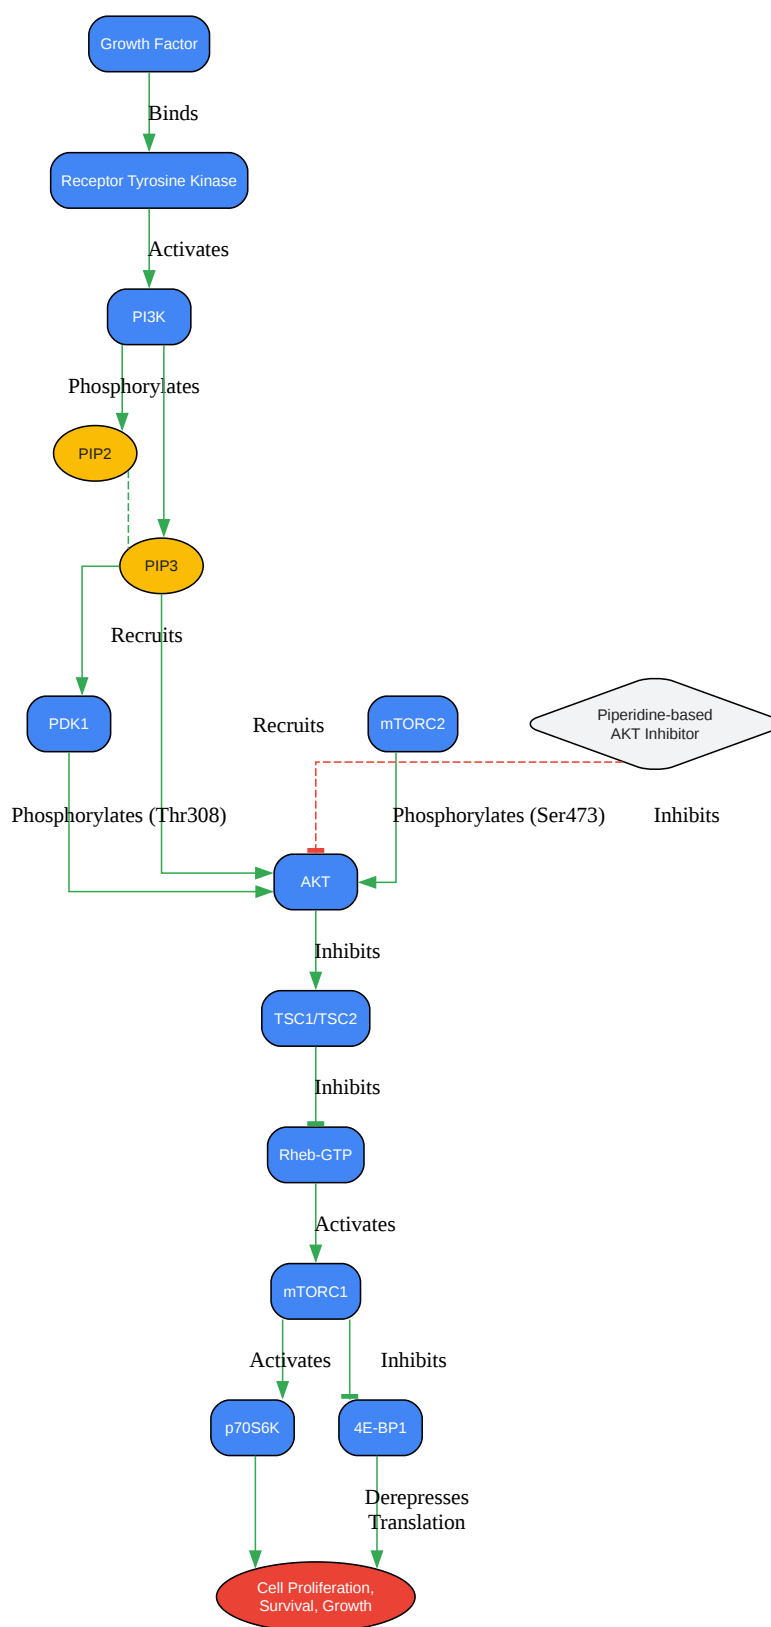 Growth Factor
Binds
Receptor Tyrosine Kinase
Activates
PI3K
Phosphorylates
PIP2
PIP3
Recruits
PDK1
Recruits
mTORC2
Piperidine-based
AKT Inhibitor
Phosphorylates (Thr308)
Phosphorylates (Ser473)
Inhibits
AKT
Inhibits
TSC1/TSC2
Inhibits
Rheb-GTP
Activates
mTORC1
Activates
Inhibits
p70S6K
4E-BP1
Derepresses
Translation
Cell Proliferation,
Survival, Growth